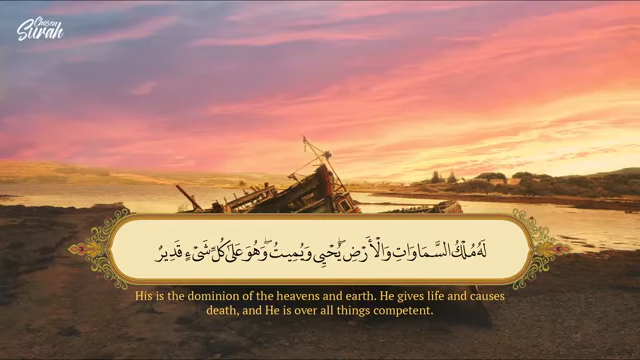 Chosen
Surah
لَهُۥ مُلْكُ ٱلسَّمَـٰوَٰتِ وَٱلْأَرْضِ ۖ يُحْىِۦ وَيُمِيتُ ۖ وَهُوَ عَلَىٰ كُلِّ شَىْءٍ قَدِيرٌ
His is the dominion of the heavens and earth. He gives life and causes
death, and He is over all things competent.